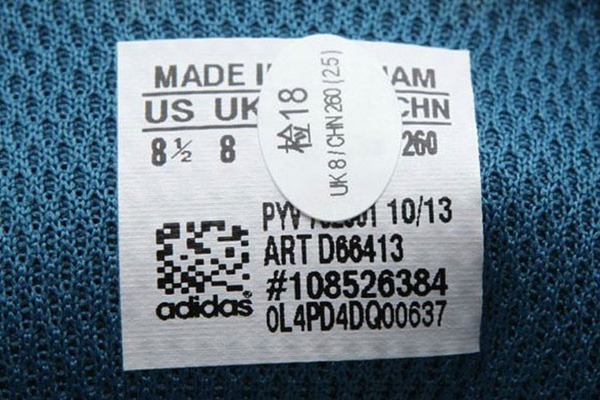 MADE I NAM
US UK CHN
8½ 8 260
检18
UK 8 / CHN 260 (2.5)
10/13
ART D66413
#108526384
0L4PD4DQ00637
adidas